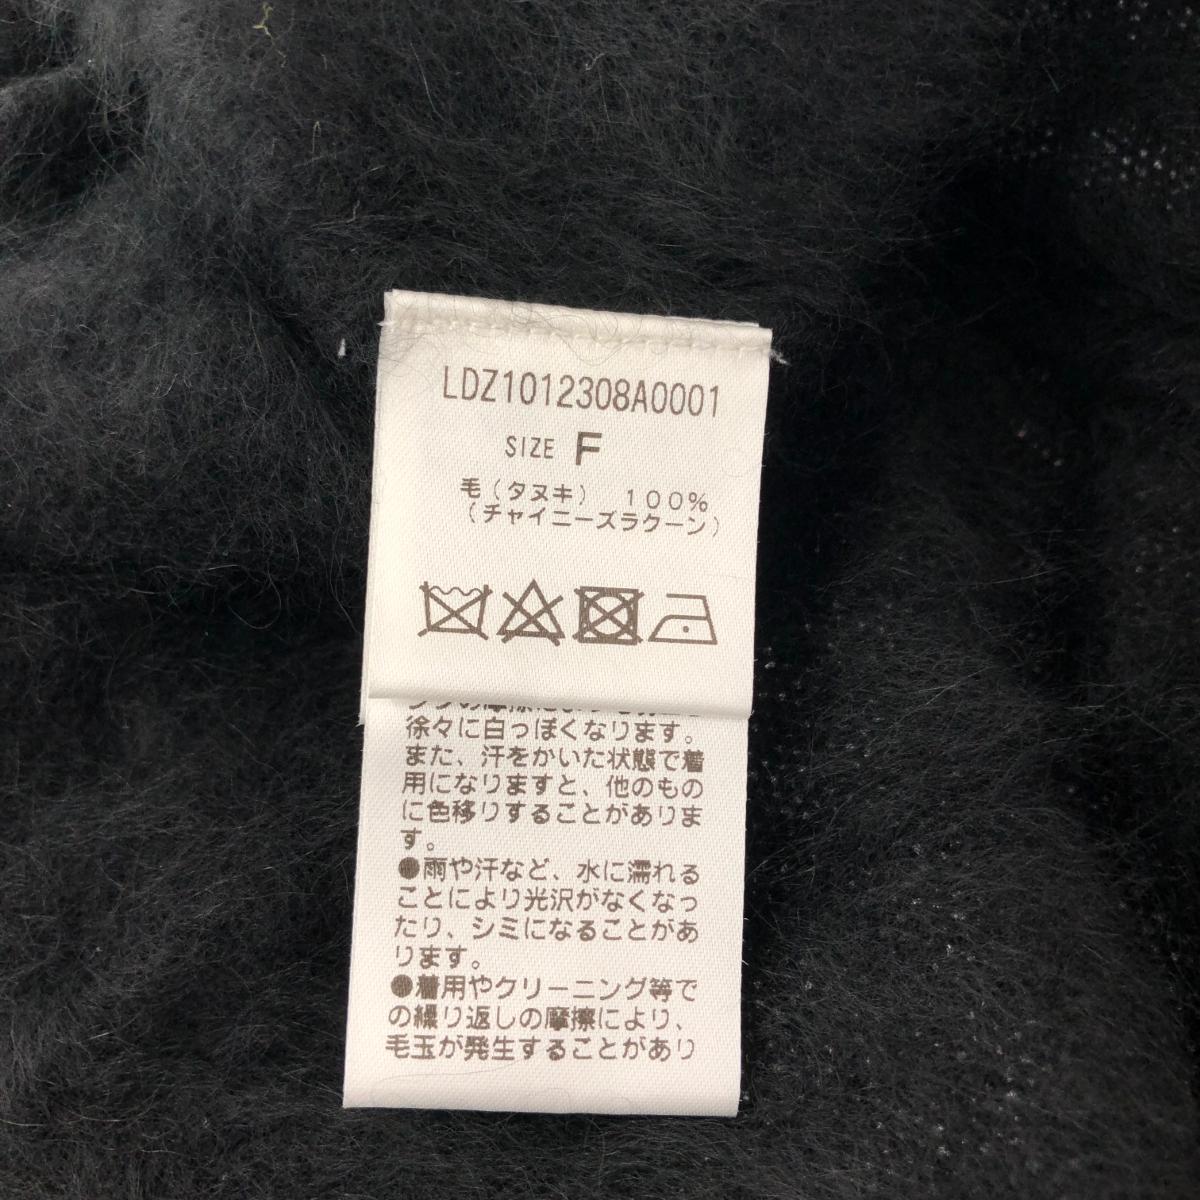 LDZ1012308A0001
SIZE F
毛(タヌキ) 100%
(チャイニーズラクーン)
徐々に白っぽくなります。
また、汗をかいた状態で着
用になりますと、他のもの
に色移りすることがありま
す。
●雨や汗など、水に濡れる
ことにより光沢がなくなっ
たり、シミになることがあ
ります。
●着用やクリーニング等で
の繰り返しの摩擦により、
毛玉が発生することがあり